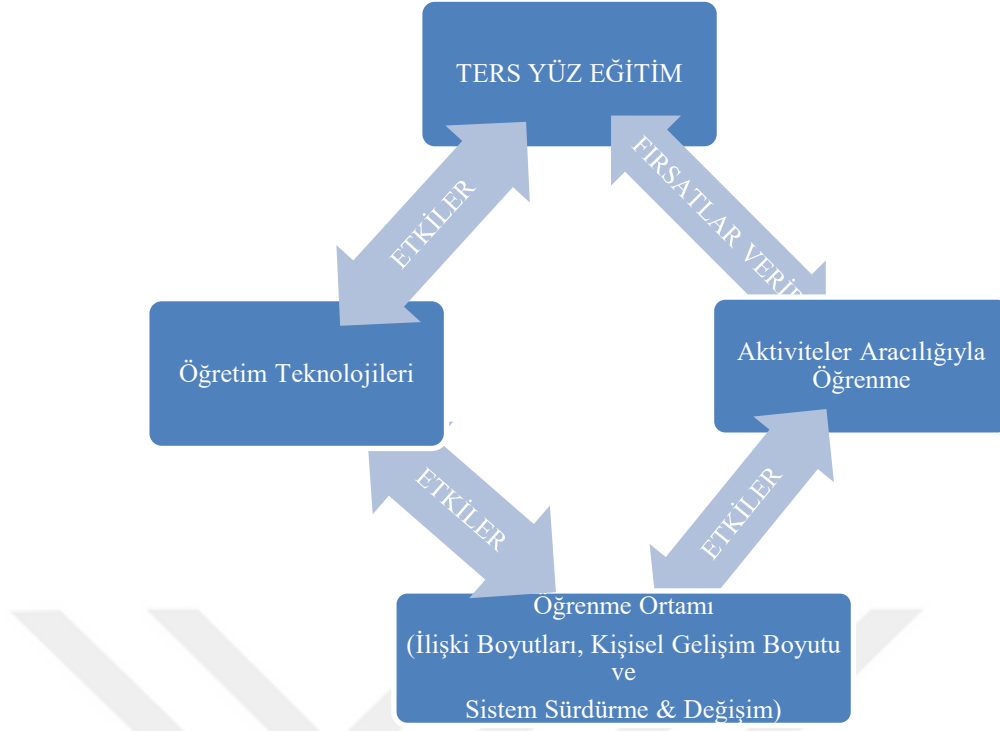 TERS YÜZ EĞİTİM
ETKİLER
FIRSATLAR
Öğretim Teknolojileri
Aktiviteler Aracılığıyla
Öğrenme
ETKİLER
ETKİLER
Öğrenme Ortamı
(İlişki Boyutları, Kişisel Gelişim Boyutu
ve
Sistem Sürdürme & Değişim)